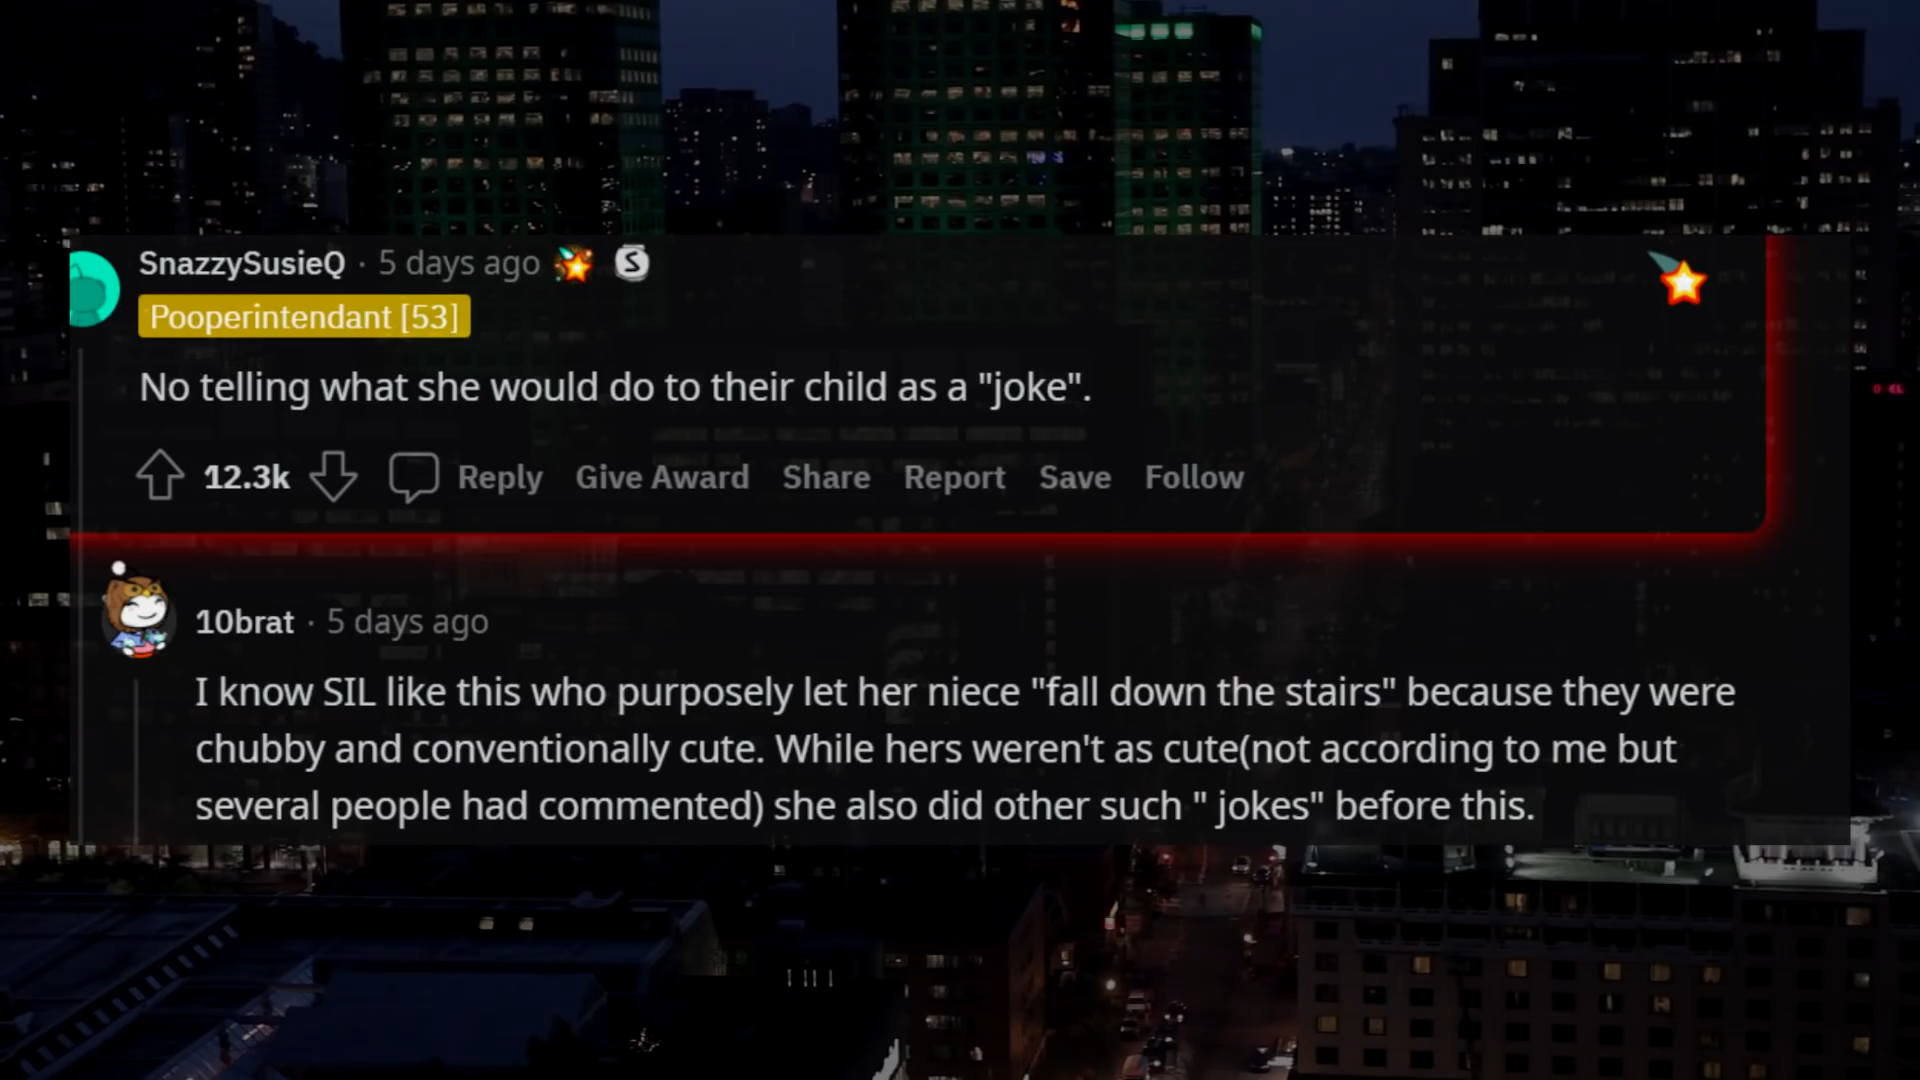 SnazzySusieQ · 5 days ago S
Pooperintendant [53]
No telling what she would do to their child as a "joke".
12.3k Reply Give Award Share Report Save Follow
10brat · 5 days ago
I know SIL like this who purposely let her niece "fall down the stairs" because they were
chubby and conventionally cute. While hers weren't as cute(not according to me but
several people had commented) she also did other such " jokes" before this.